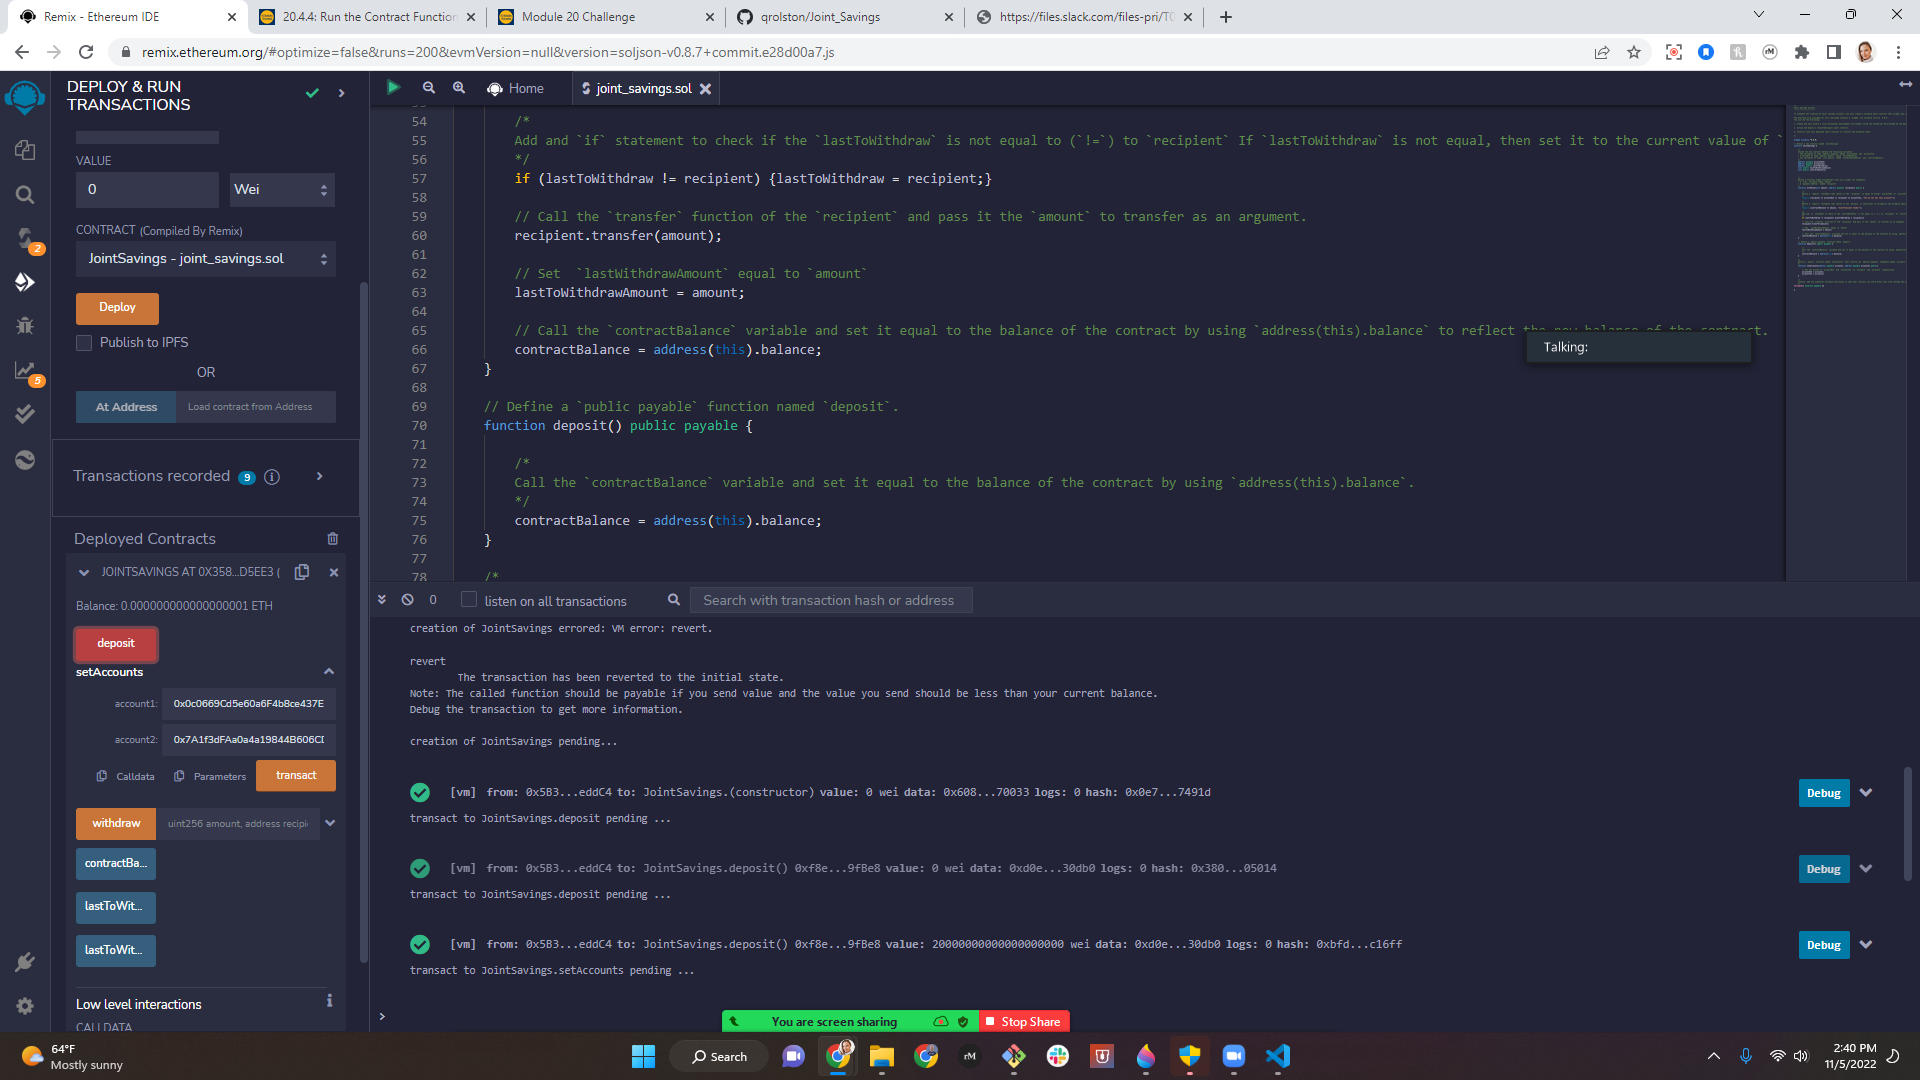 Remix - Ethereum IDE
20.4.4: Run the Contract Function
Module 20 Challenge
qrolston/Joint_Savings
https://files.slack.com/files-pri/T0
remix.ethereum.org/#optimize=false&runs=200&evmVersion=null&version=soljson-v0.8.7+commit.e28d00a7.js
DEPLOY & RUN
TRANSACTIONS
VALUE
0
Wei
CONTRACT (Compiled By Remix)
JointSavings - joint_savings.sol
Deploy
Publish to IPFS
OR
At Address
Load contract from Address
Transactions recorded 9
Deployed Contracts
JOINTSAVINGS AT 0X358...D5EE3 (
Balance: 0.000000000000000001 ETH
deposit
setAccounts
account1: 0x0c0669Cd5e60a6F4b8ce437E
account2: 0x7A1f3dFAa0a4a19844B606CD
Calldata
Parameters
transact
withdraw
uint256 amount, address recipi
contractBa...
lastToWit...
lastToWit...
Low level interactions
CALLDATA
2
5
Home
joint_savings.sol
54 /*
55 Add and `if` statement to check if the `lastToWithdraw` is not equal to (`!=`) to `recipient` If `lastToWithdraw` is not equal, then set it to the current value of `
56 */
57 if (lastToWithdraw != recipient) {lastToWithdraw = recipient;}
58
59 // Call the `transfer` function of the `recipient` and pass it the `amount` to transfer as an argument.
60 recipient.transfer(amount);
61
62 // Set  `lastWithdrawAmount` equal to `amount`
63 lastToWithdrawAmount = amount;
64
65 // Call the `contractBalance` variable and set it equal to the balance of the contract by using `address(this).balance` to reflect the new balance of the contract.
66 contractBalance = address(this).balance;
67 }
68
69 // Define a `public payable` function named `deposit`.
70 function deposit() public payable {
71
72 /*
73 Call the `contractBalance` variable and set it equal to the balance of the contract by using `address(this).balance`.
74 */
75 contractBalance = address(this).balance;
76 }
77
78 /*
Talking:
0
listen on all transactions
Search with transaction hash or address
creation of JointSavings errored: VM error: revert.
revert
The transaction has been reverted to the initial state.
Note: The called function should be payable if you send value and the value you send should be less than your current balance.
Debug the transaction to get more information.
creation of JointSavings pending...
[vm] from: 0x5B3...eddC4 to: JointSavings.(constructor) value: 0 wei data: 0x608...70033 logs: 0 hash: 0x0e7...7491d
Debug
transact to JointSavings.deposit pending ...
[vm] from: 0x5B3...eddC4 to: JointSavings.deposit() 0xf8e...9fBe8 value: 0 wei data: 0xd0e...30db0 logs: 0 hash: 0x380...05014
Debug
transact to JointSavings.deposit pending ...
[vm] from: 0x5B3...eddC4 to: JointSavings.deposit() 0xf8e...9fBe8 value: 20000000000000000000 wei data: 0xd0e...30db0 logs: 0 hash: 0xbfd...c16ff
Debug
transact to JointSavings.setAccounts pending ...
>
You are screen sharing
Stop Share
64°F
Mostly sunny
Search
rM
2:40 PM
11/5/2022